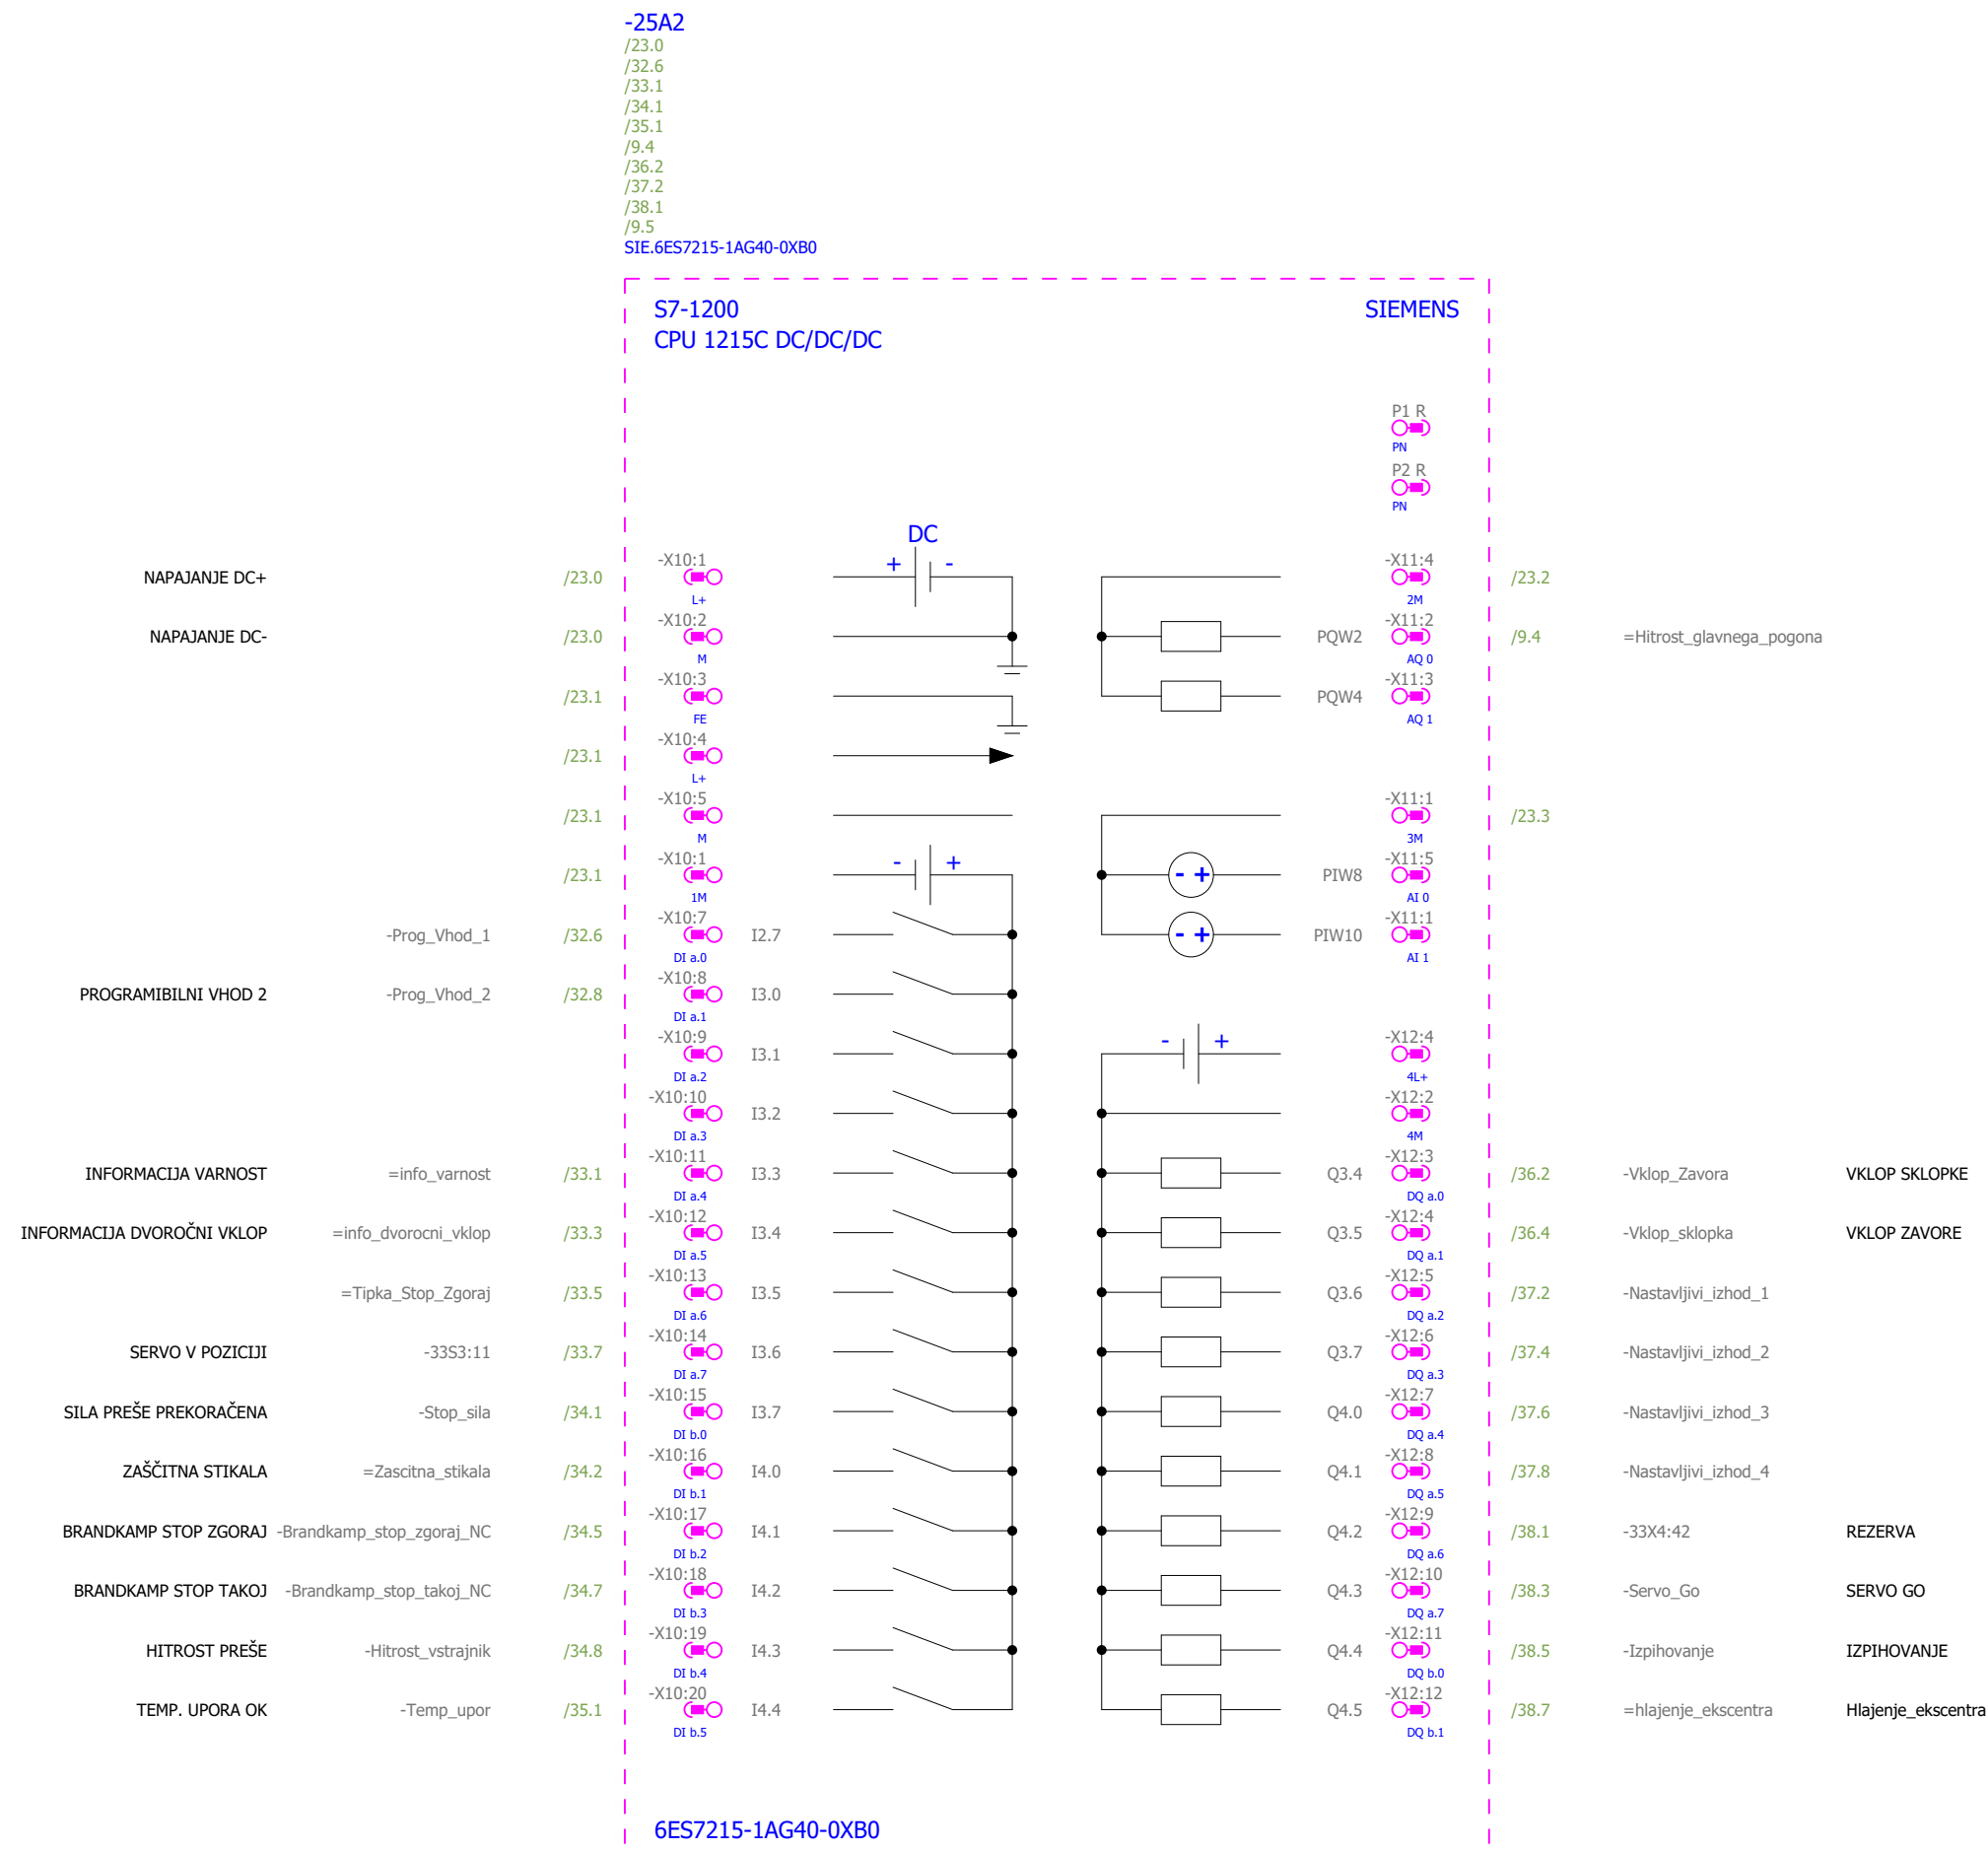 -25A2
/23.0
/32.6
/33.1
/34.1
/35.1
/9.4
/36.2
/37.2
/38.1
/9.5
SIE.6ES7215-1AG40-0XB0
S7-1200 SIEMENS
CPU 1215C DC/DC/DC
P1 R
PN
P2 R
PN
DC
-X10:1 + - -X11:4
NAPAJANJE DC+ /23.0 /23.2
L+ 2M
-X10:2 -X11:2
NAPAJANJE DC- /23.0 PQW2 /9.4 =Hitrost_glavnega_pogona
M AQ 0
-X10:3 -X11:3
/23.1 PQW4
FE AQ 1
-X10:4
/23.1
L+
-X10:5 -X11:1
/23.1 /23.3
M 3M
-X10:1 - + -X11:5
/23.1 - + PIW8
1M AI 0
-X10:7 -X11:1
-Prog_Vhod_1 /32.6 I2.7 - + PIW10
DI a.0 AI 1
-X10:8
PROGRAMIBILNI VHOD 2 -Prog_Vhod_2 /32.8 I3.0
DI a.1
-X10:9 - + -X12:4
I3.1
DI a.2 4L+
-X10:10 -X12:2
I3.2
DI a.3 4M
-X10:11 -X12:3
INFORMACIJA VARNOST =info_varnost /33.1 I3.3 Q3.4 /36.2 -Vklop_Zavora VKLOP SKLOPKE
DI a.4 DQ a.0
-X10:12 -X12:4
INFORMACIJA DVOROČNI VKLOP =info_dvorocni_vklop /33.3 I3.4 Q3.5 /36.4 -Vklop_sklopka VKLOP ZAVORE
DI a.5 DQ a.1
-X10:13 -X12:5
=Tipka_Stop_Zgoraj /33.5 I3.5 Q3.6 /37.2 -Nastavljivi_izhod_1
DI a.6 DQ a.2
-X10:14 -X12:6
SERVO V POZICIJI -33S3:11 /33.7 I3.6 Q3.7 /37.4 -Nastavljivi_izhod_2
DI a.7 DQ a.3
-X10:15 -X12:7
SILA PREŠE PREKORAČENA -Stop_sila /34.1 I3.7 Q4.0 /37.6 -Nastavljivi_izhod_3
DI b.0 DQ a.4
-X10:16 -X12:8
ZAŠČITNA STIKALA =Zascitna_stikala /34.2 I4.0 Q4.1 /37.8 -Nastavljivi_izhod_4
DI b.1 DQ a.5
-X10:17 -X12:9
BRANDKAMP STOP ZGORAJ -Brandkamp_stop_zgoraj_NC /34.5 I4.1 Q4.2 /38.1 -33X4:42 REZERVA
DI b.2 DQ a.6
-X10:18 -X12:10
BRANDKAMP STOP TAKOJ -Brandkamp_stop_takoj_NC /34.7 I4.2 Q4.3 /38.3 -Servo_Go SERVO GO
DI b.3 DQ a.7
-X10:19 -X12:11
HITROST PREŠE -Hitrost_vstrajnik /34.8 I4.3 Q4.4 /38.5 -Izpihovanje IZPIHOVANJE
DI b.4 DQ b.0
-X10:20 -X12:12
TEMP. UPORA OK -Temp_upor /35.1 I4.4 Q4.5 /38.7 =hlajenje_ekscentra Hlajenje_ekscentra
DI b.5 DQ b.1
6ES7215-1AG40-0XB0